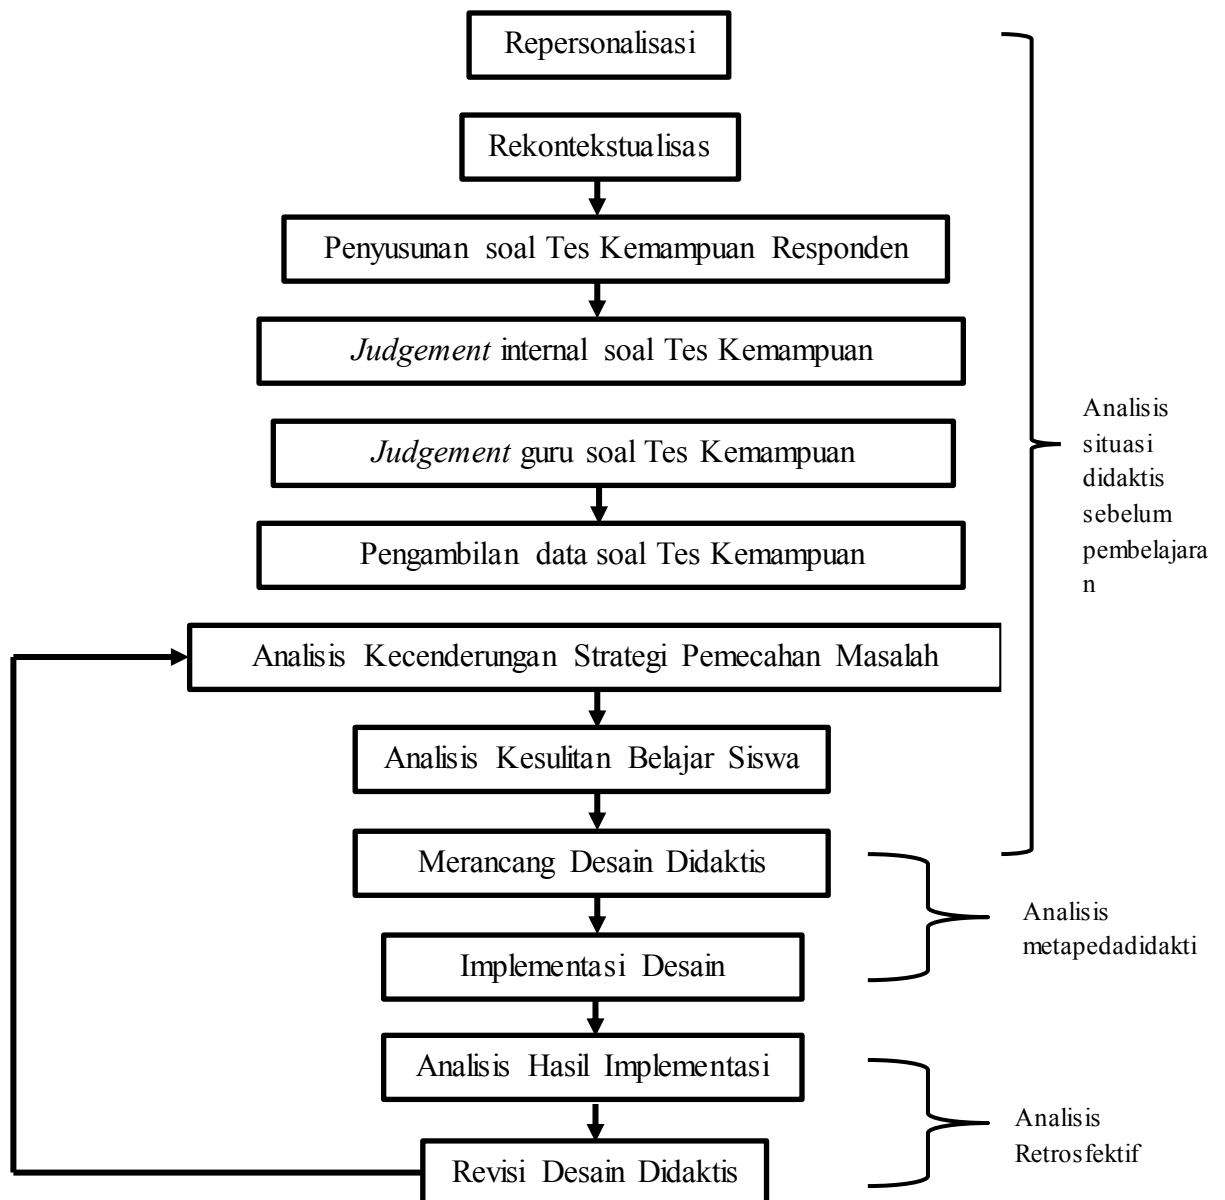 Repersonalisasi
Rekontekstualisas
Penyusunan soal Tes Kemampuan Responden
Judgement internal soal Tes Kemampuan
Judgement guru soal Tes Kemampuan
Pengambilan data soal Tes Kemampuan
Analisis Kecenderungan Strategi Pemecahan Masalah
Analisis Kesulitan Belajar Siswa
Merancang Desain Didaktis
Implementasi Desain
Analisis Hasil Implementasi
Revisi Desain Didaktis
Analisis
situasi
didaktis
sebelum
pembelajara
n
Analisis
metapedadidakti
Analisis
Retrosfektif